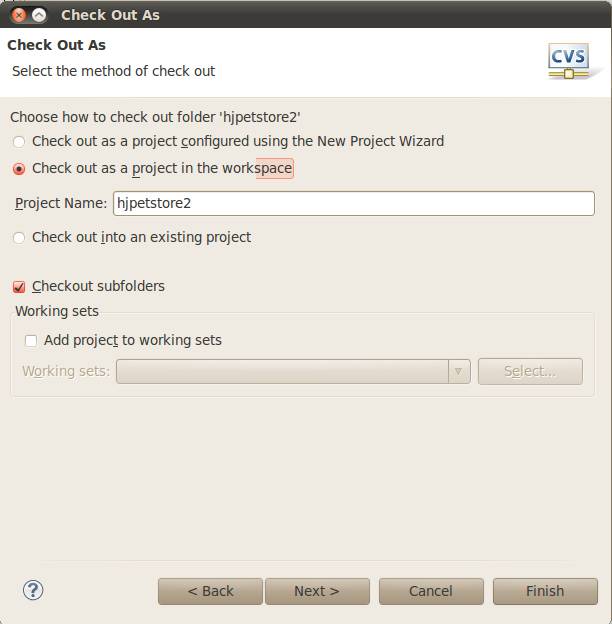 Check Out As
Check Out As
Select the method of check out
CVS
Choose how to check out folder 'hjpetstore2'
Check out as a project configured using the New Project Wizard
Check out as a project in the workspace
Project Name: hjpetstore2
Check out into an existing project
Checkout subfolders
Working sets
Add project to working sets
Working sets: Select...
? < Back Next > Cancel Finish